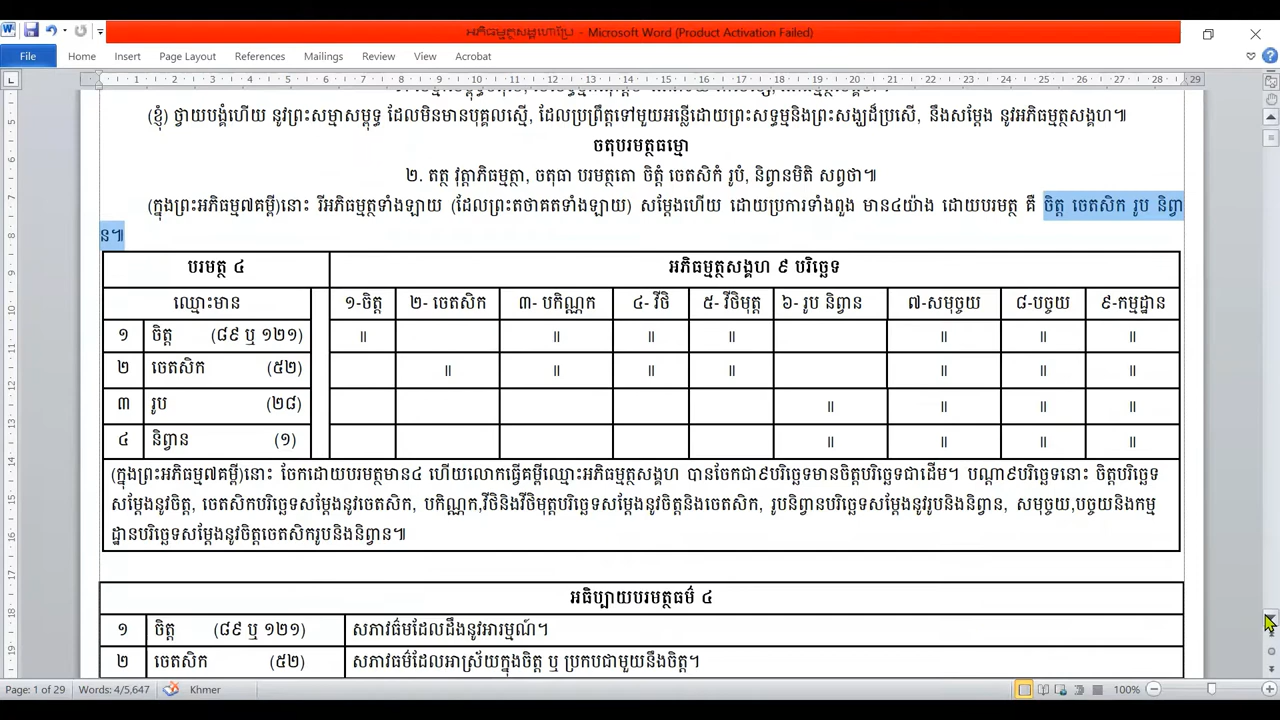 អភិធម្មត្ថសង្គហោប្រែ - Microsoft Word (Product Activation Failed)
File Home Insert Page Layout References Mailings Review View Acrobat
1 2 3 4 5 6 7 8 9 10 11 12 13 14 15 16 17 18 19 20 21 22 23 24 25 26 27 28 29
(ខ្ញុំ) ថ្វាយបង្គំហើយ នូវព្រះសម្មាសម្ពុទ្ធ ដែលមិនមានបុគ្គលស្មើ, ដែលប្រព្រឹត្តទៅមួយអន្លើដោយព្រះសទ្ធម្មនិងព្រះសង្ឃដ៏ប្រសើរ, នឹងសម្តែង នូវអភិធម្មត្ថសង្គហ៕
ចតុបរមត្ថធម្មោ
២. តត្ថ វុត្តាភិធម្មត្ថា, ចតុធា បរមត្ថតោ ចិត្តំ ចេតសិកំ រូបំ, និព្វានមិតិ សព្វថា៕
(ក្នុងព្រះអភិធម្ម៧គម្ពី)នោះ រីអភិធម្មត្ថទាំងឡាយ (ដែលព្រះតថាគតទាំងឡាយ) សម្តែងហើយ ដោយប្រការទាំងពួង មាន៤យ៉ាង ដោយបរមត្ថ គឺ ចិត្ត ចេតសិក រូប និព្វា
ន៕
បរមត្ថ ៤ អភិធម្មត្ថសង្គហ ៩ បរិច្ឆេទ
ឈ្មោះមាន ១-ចិត្ត ២- ចេតសិក ៣- បកិណ្ណក ៤- វីថិ ៥- វីថិមុត្ត ៦- រូប និព្វាន ៧-សមុច្ចយ ៨-បច្ចយ ៩-កម្មដ្ឋាន
១ ចិត្ត (៨៩ ឬ ១២១) ៕ ៕ ៕ ៕ ៕ ៕ ៕
២ ចេតសិក (៥២) ៕ ៕ ៕ ៕ ៕ ៕ ៕
៣ រូប (២៨) ៕ ៕ ៕ ៕
៤ និព្វាន (១) ៕ ៕ ៕ ៕
(ក្នុងព្រះអភិធម្ម៧គម្ពី)នោះ ចែកដោយបរមត្ថមាន៤ ហើយលោកធ្វើគម្ពីឈ្មោះអភិធម្មត្ថសង្គហ បានចែកជា៩បរិច្ឆេទមានចិត្តបរិច្ឆេទជាដើម។ បណ្តា៩បរិច្ឆេទនោះ ចិត្តបរិច្ឆេទ
សម្តែងនូវចិត្ត, ចេតសិកបរិច្ឆេទសម្តែងនូវចេតសិក, បកិណ្ណក,វីថិនិងវីថិមុត្តបរិច្ឆេទសម្តែងនូវចិត្តនិងចេតសិក, រូបនិព្វានបរិច្ឆេទសម្តែងនូវរូបនិងនិព្វាន, សមុច្ចយ,បច្ចយនិងកម្ម
ដ្ឋានបរិច្ឆេទសម្តែងនូវចិត្តចេតសិករូបនិងនិព្វាន៕
អធិប្បាយបរមត្ថធម៌ ៤
១ ចិត្ត (៨៩ ឬ ១២១) សភាវធ៌មដែលដឹងនូវអារម្មណ៍។
២ ចេតសិក (៥២) សភាវធម៌ដែលអាស្រ័យក្នុងចិត្ត ឬ ប្រកបជាមួយនឹងចិត្ត។
Page: 1 of 29 Words: 4/5,647 Khmer 100%